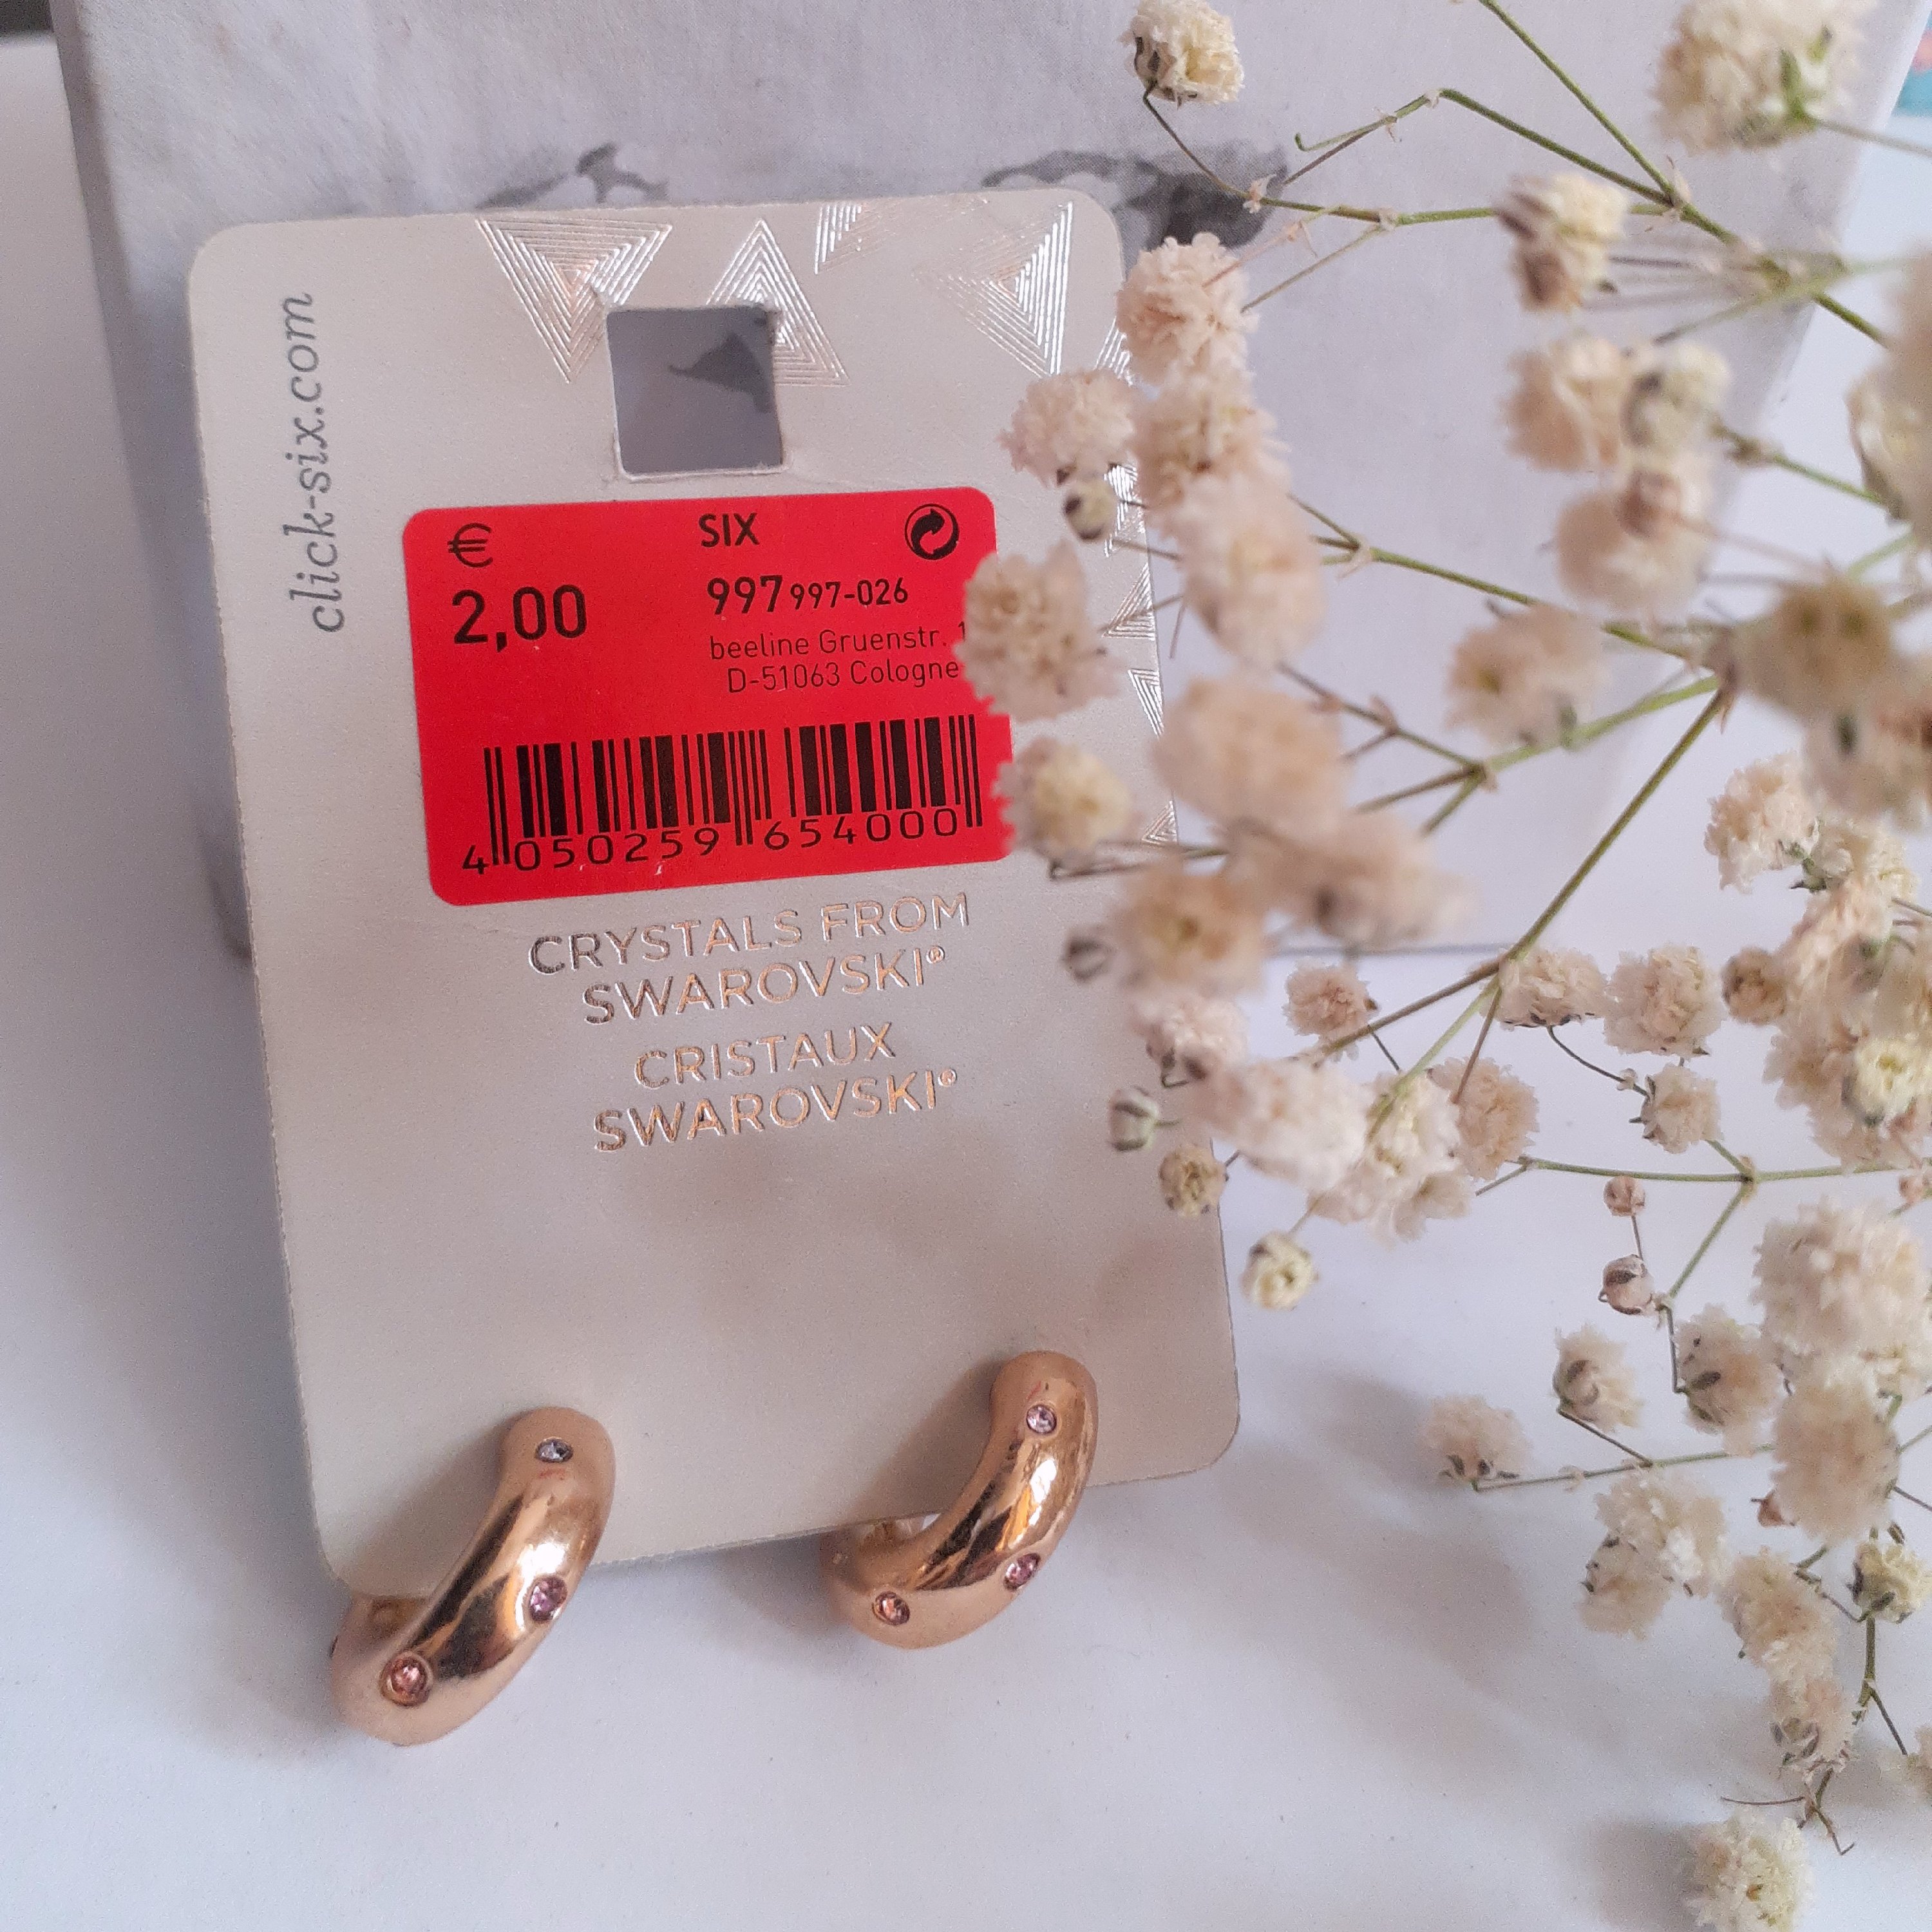 click-six.com
€ SIX
2,00 997 997-026
beeline Gruenstr.
D-51063 Cologne
4 050259 654000
CRYSTALS FROM
SWAROVSKI®
CRISTAUX
SWAROVSKI®